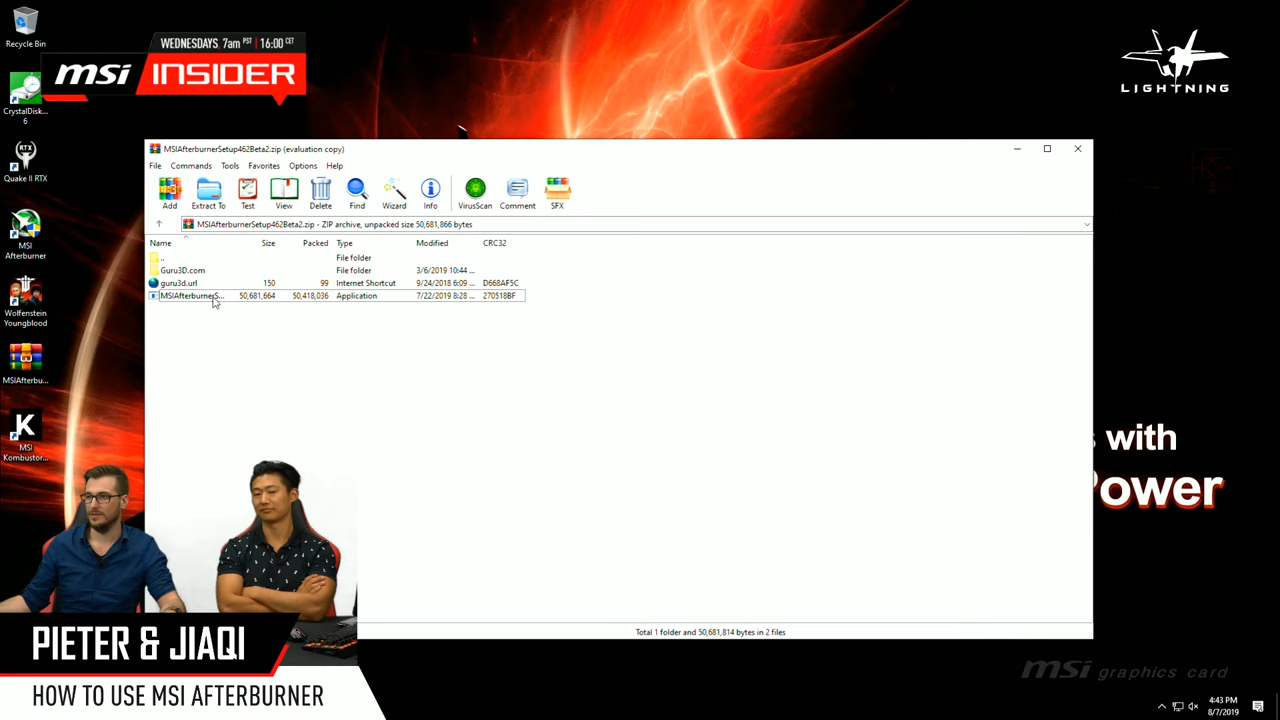 Recycle Bin
CrystalDisk...
6
RTX
Quake II RTX
MSI
Afterburner
Wolfenstein
Youngblood
MSIAfterbu...
K
MSI
Kombustor...
WEDNESDAYS 7am PST | 16:00 CET
msi INSIDER
LIGHTNING
MSIAfterburnerSetup462Beta2.zip (evaluation copy)
File Commands Tools Favorites Options Help
Add Extract To Test View Delete Find Wizard Info VirusScan Comment SFX
MSIAfterburnerSetup462Beta2.zip - ZIP archive, unpacked size 50,681,866 bytes
Name Size Packed Type Modified CRC32
.. File folder
Guru3D.com File folder 3/6/2019 10:44 ...
guru3d.url 150 99 Internet Shortcut 9/24/2018 6:09 ... D668AF5C
MSIAfterburnerS... 50,681,664 50,418,036 Application 7/22/2019 8:28 ... 270518BF
Total 1 folder and 50,681,814 bytes in 2 files
with
Power
msi graphics card
PIETER & JIAQI
HOW TO USE MSI AFTERBURNER
4:43 PM
8/7/2019